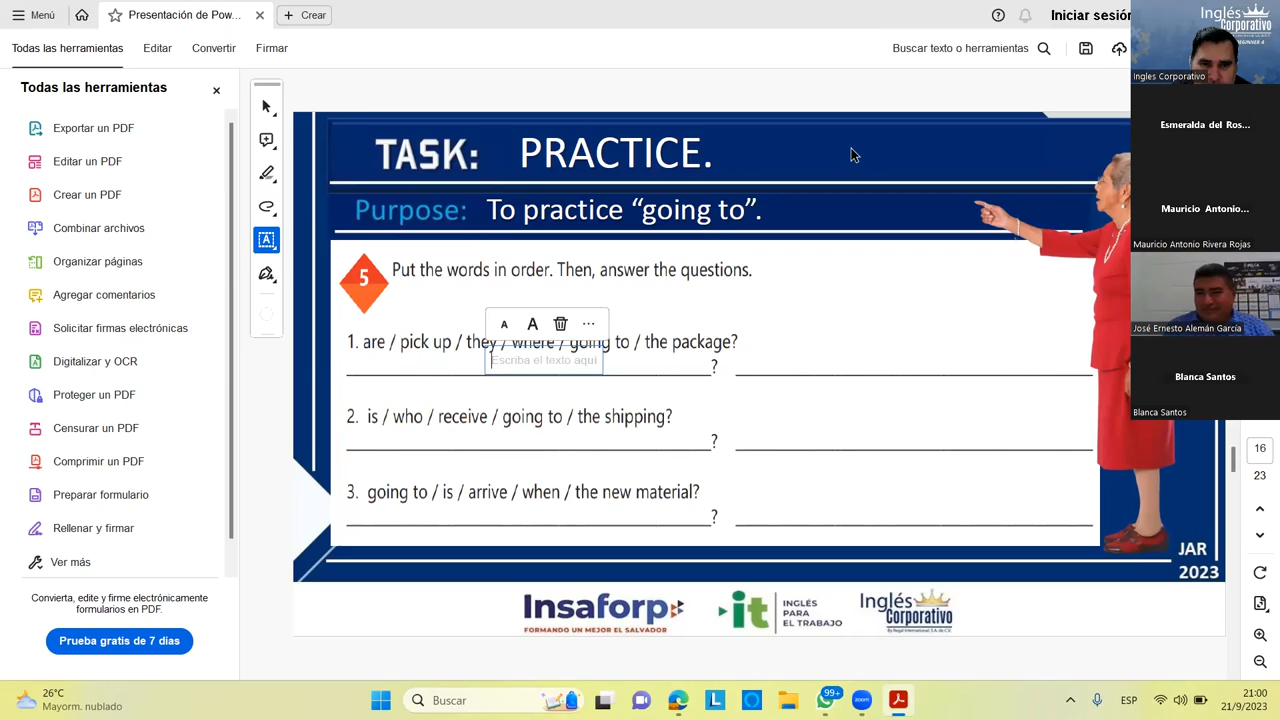 Menú
Presentación de Pow...
Crear
Iniciar sesión
Todas las herramientas
Editar
Convertir
Firmar
Buscar texto o herramientas
Todas las herramientas
Exportar un PDF
Editar un PDF
Crear un PDF
Combinar archivos
Organizar páginas
Agregar comentarios
Solicitar firmas electrónicas
Digitalizar y OCR
Proteger un PDF
Censurar un PDF
Comprimir un PDF
Preparar formulario
Rellenar y firmar
Ver más
Convierta, edite y firme electrónicamente
formularios en PDF.
Prueba gratis de 7 días
TASK: PRACTICE.
Purpose: To practice “going to”.
5 Put the words in order. Then, answer the questions.
A A ...
1. are / pick up / they / where / going to / the package?
Escriba el texto aquí
?
2. is / who / receive / going to / the shipping?
?
3. going to / is / arrive / when / the new material?
?
JAR
2023
Insaforp
FORMANDO UN MEJOR EL SALVADOR
it
INGLÉS
PARA
EL TRABAJO
Inglés
Corporativo
By Regal International, S.A. de C.V.
Inglés
Corporativo
BEGINNER 4
Ingles Corporativo
Esmeralda del Ros...
Mauricio Antonio...
Mauricio Antonio Rivera Rojas
José Ernesto Alemán García
Blanca Santos
Blanca Santos
16
23
26°C
Mayorm. nublado
Buscar
99+
zoom
ESP
21:00
21/9/2023